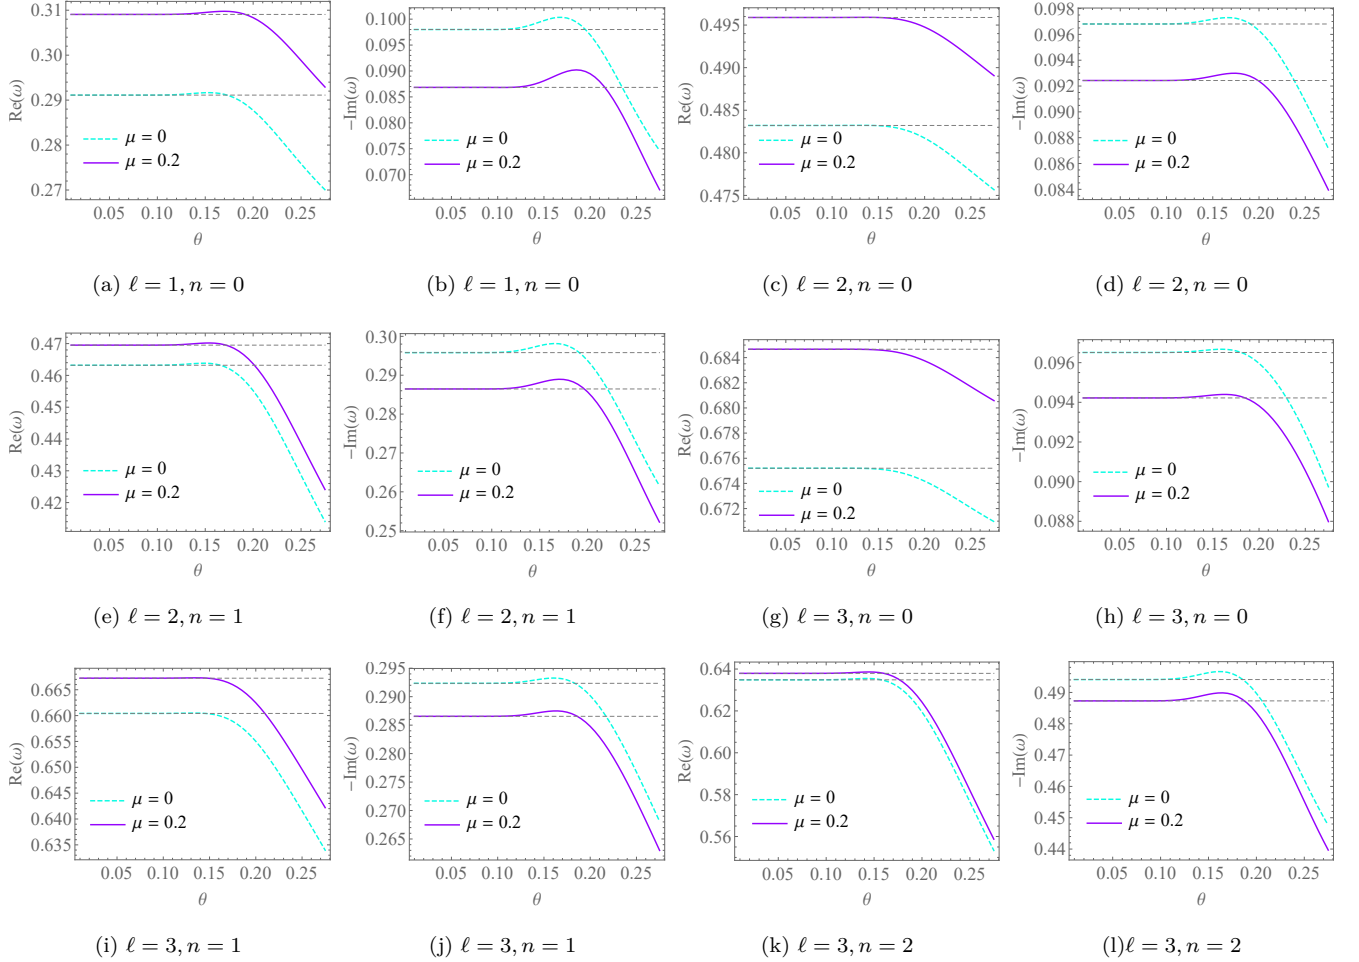 0.31
0.30
0.29
0.28
0.27
Re(ω)
μ = 0
μ = 0.2
0.05 0.10 0.15 0.20 0.25
θ
(a) ℓ = 1, n = 0
0.100
0.095
0.090
0.085
0.080
0.075
0.070
−Im(ω)
μ = 0
μ = 0.2
0.05 0.10 0.15 0.20 0.25
θ
(b) ℓ = 1, n = 0
0.495
0.490
0.485
0.480
0.475
Re(ω)
μ = 0
μ = 0.2
0.05 0.10 0.15 0.20 0.25
θ
(c) ℓ = 2, n = 0
0.098
0.096
0.094
0.092
0.090
0.088
0.086
0.084
−Im(ω)
μ = 0
μ = 0.2
0.05 0.10 0.15 0.20 0.25
θ
(d) ℓ = 2, n = 0
0.47
0.46
0.45
0.44
0.43
0.42
Re(ω)
μ = 0
μ = 0.2
0.05 0.10 0.15 0.20 0.25
θ
(e) ℓ = 2, n = 1
0.30
0.29
0.28
0.27
0.26
0.25
−Im(ω)
μ = 0
μ = 0.2
0.05 0.10 0.15 0.20 0.25
θ
(f) ℓ = 2, n = 1
0.684
0.682
0.680
0.678
0.676
0.674
0.672
Re(ω)
μ = 0
μ = 0.2
0.05 0.10 0.15 0.20 0.25
θ
(g) ℓ = 3, n = 0
0.096
0.094
0.092
0.090
0.088
−Im(ω)
μ = 0
μ = 0.2
0.05 0.10 0.15 0.20 0.25
θ
(h) ℓ = 3, n = 0
0.665
0.660
0.655
0.650
0.645
0.640
0.635
Re(ω)
μ = 0
μ = 0.2
0.05 0.10 0.15 0.20 0.25
θ
(i) ℓ = 3, n = 1
0.295
0.290
0.285
0.280
0.275
0.270
0.265
−Im(ω)
μ = 0
μ = 0.2
0.05 0.10 0.15 0.20 0.25
θ
(j) ℓ = 3, n = 1
0.64
0.62
0.60
0.58
0.56
Re(ω)
μ = 0
μ = 0.2
0.05 0.10 0.15 0.20 0.25
θ
(k) ℓ = 3, n = 2
0.49
0.48
0.47
0.46
0.45
0.44
−Im(ω)
μ = 0
μ = 0.2
0.05 0.10 0.15 0.20 0.25
θ
(l)ℓ = 3, n = 2